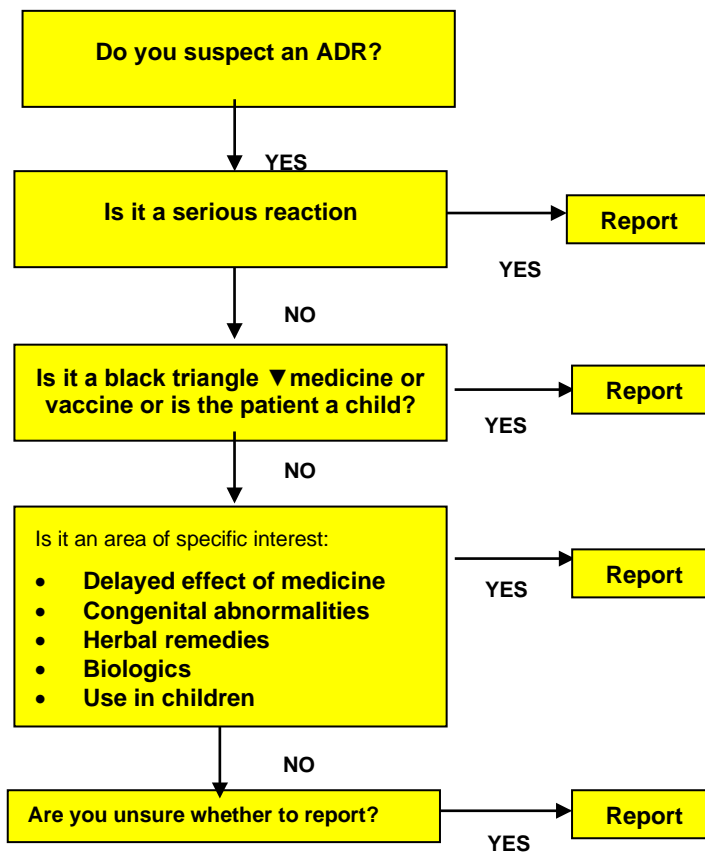 Do you suspect an ADR?
YES
Is it a serious reaction
Report
YES
NO
Is it a black triangle ▼medicine or
vaccine or is the patient a child?
Report
YES
NO
Is it an area of specific interest:
• Delayed effect of medicine
• Congenital abnormalities
• Herbal remedies
• Biologics
• Use in children
Report
YES
NO
Are you unsure whether to report?
Report
YES